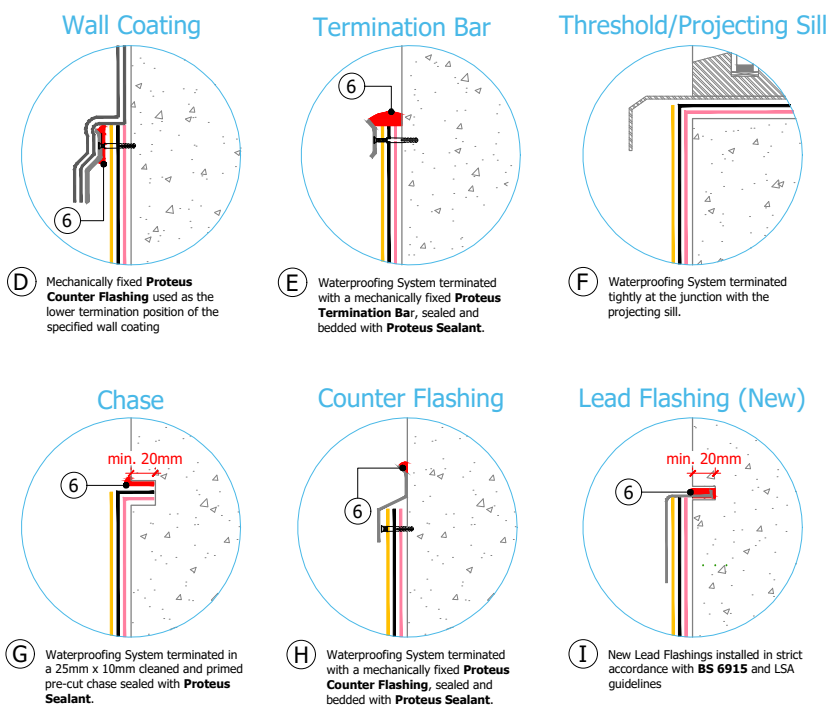 Wall Coating
Termination Bar
Threshold/Projecting Sill
6
6
D
Mechanically fixed Proteus
Counter Flashing used as the
lower termination position of the
specified wall coating
E
Waterproofing System terminated
with a mechanically fixed Proteus
Termination Bar, sealed and
bedded with Proteus Sealant.
F
Waterproofing System terminated
tightly at the junction with the
projecting sill.
Chase
Counter Flashing
Lead Flashing (New)
min. 20mm
6
6
min. 20mm
6
G
Waterproofing System terminated in
a 25mm x 10mm cleaned and primed
pre-cut chase sealed with Proteus
Sealant.
H
Waterproofing System terminated
with a mechanically fixed Proteus
Counter Flashing, sealed and
bedded with Proteus Sealant.
I
New Lead Flashings installed in strict
accordance with BS 6915 and LSA
guidelines